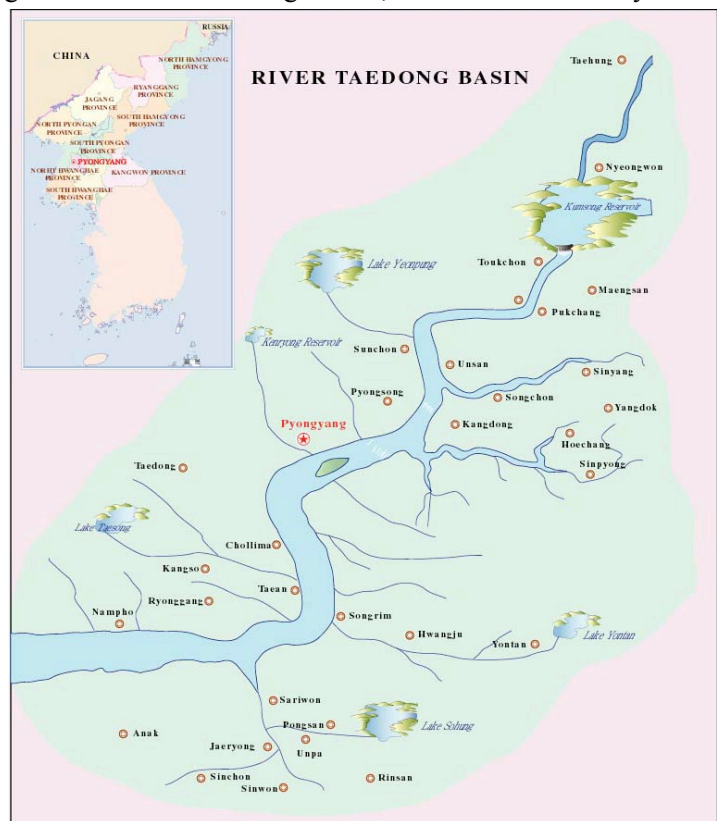 RUSSIA
CHINA
NORTH HAMGYONG
PROVINCE
RYANGGANG
PROVINCE
JAGANG
PROVINCE
SOUTH HAMGYONG
PROVINCE
NORTH PYONGAN
PROVINCE
SOUTH PYONGAN
PROVINCE
PYONGYANG
KANGWON PROVINCE
PROVINCE
SOUTH HWANGHAE
PROVINCE
RIVER TAEDONG BASIN
Taehung
Nyeongwon
Kumsong Reservoir
Toukchon
Lake Yeonpung
Maengsan
Pukchang
Kenryong Reservoir
Sunchon
Unsan
Sinyang
Pyongsong
Songchon
Yangdok
Pyongyang
Kangdong
Hoechang
Sinpyong
Taedong
Lake Taesong
Chollima
Kangso
Taean
Ryonggang
Nampho
Songrim
Hwangju
Yontan
Lake Yontan
Sariwon
Pongsan
Lake Sohung
Anak
Jaeryong
Unpa
Sinchon
Sinwon
Rinsan